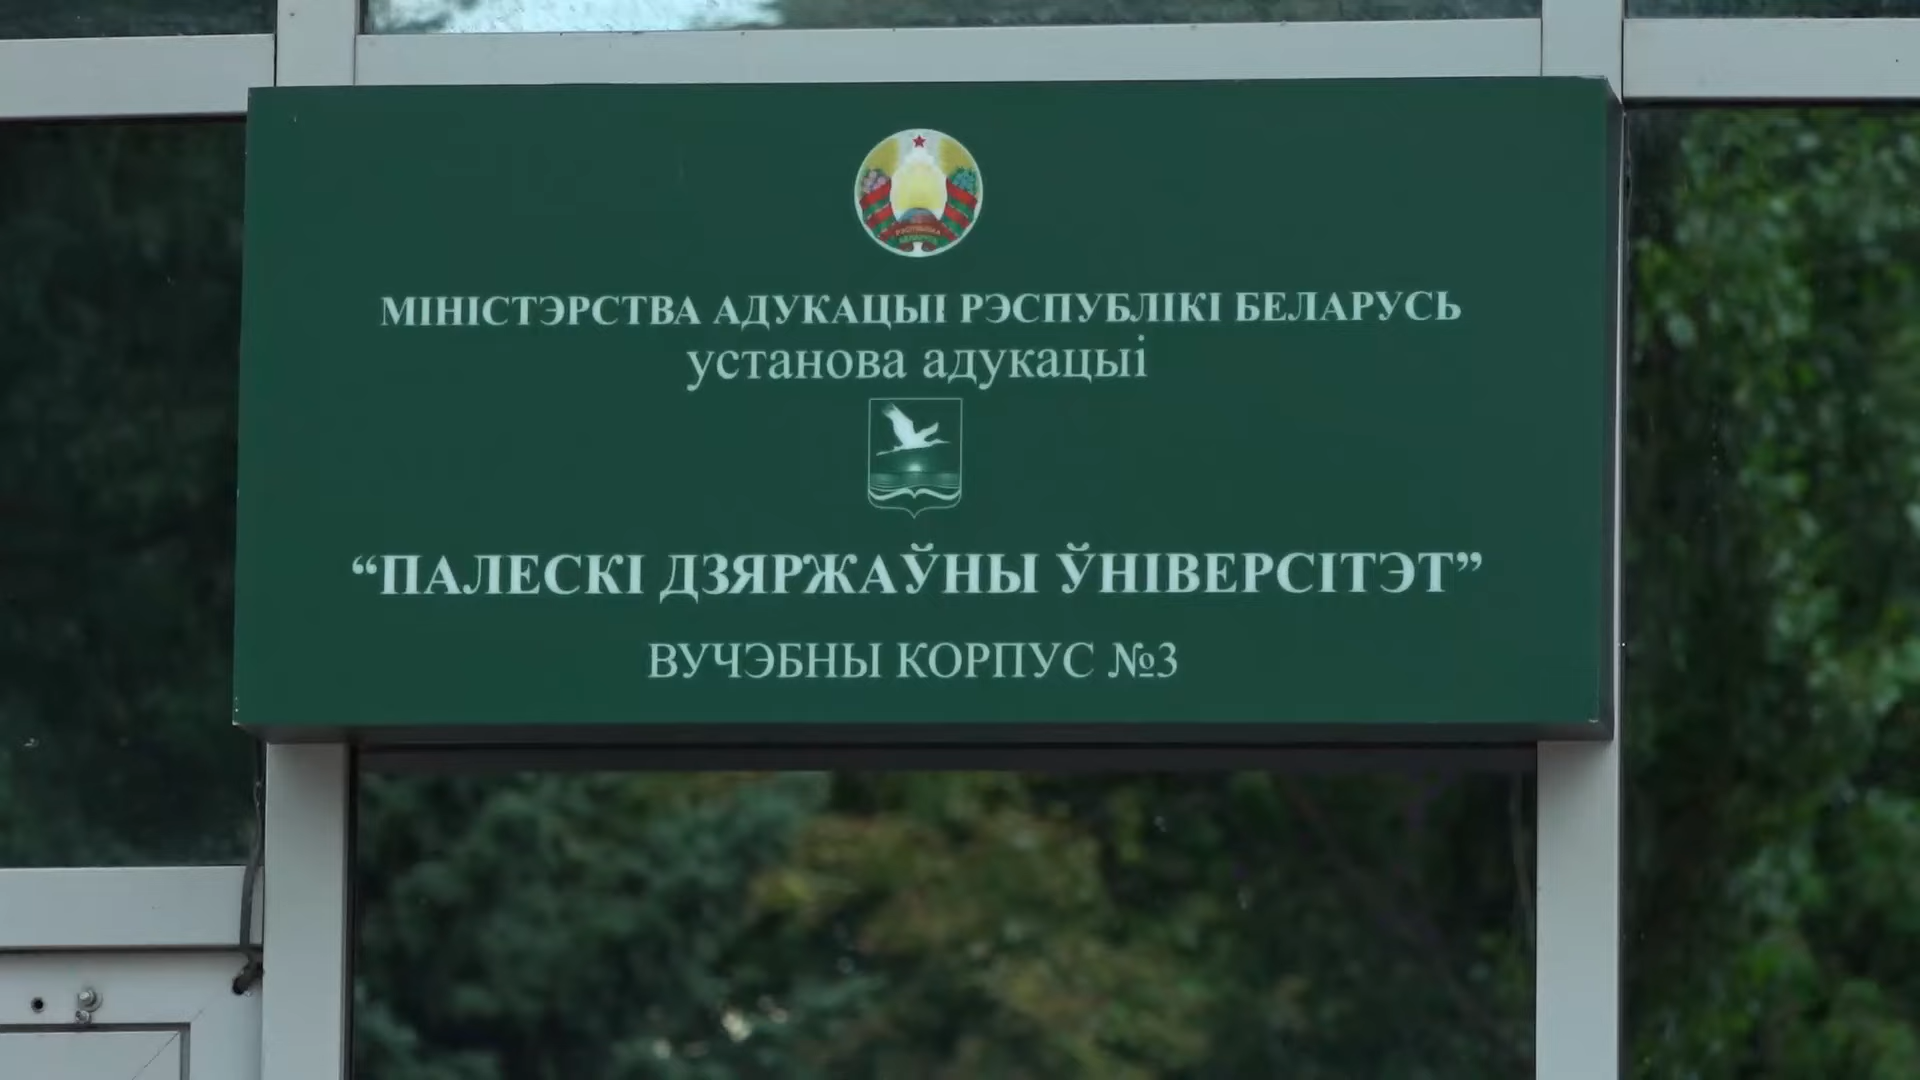 МІНІСТЭРСТВА АДУКАЦЫІ РЭСПУБЛІКІ БЕЛАРУСЬ
установа адукацыі
“ПАЛЕСКІ ДЗЯРЖАЎНЫ ЎНІВЕРСІТЭТ”
ВУЧЭБНЫ КОРПУС №3